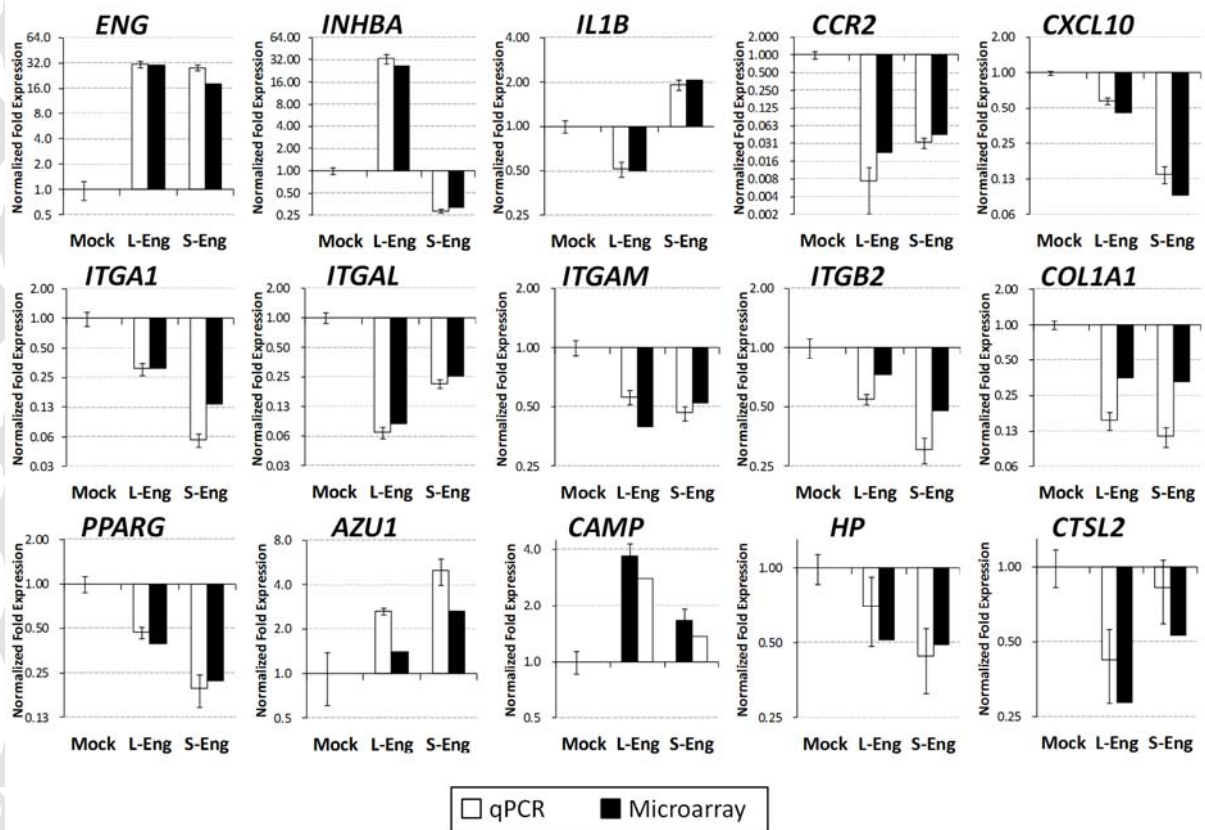 ENG
Normalized Fold Expression
64.0
32.0
16.0
8.0
4.0
2.0
1.0
0.5
Mock L-Eng S-Eng
INHBA
Normalized Fold Expression
64.00
32.00
16.00
8.00
4.00
2.00
1.00
0.50
0.25
Mock L-Eng S-Eng
IL1B
Normalized Fold Expression
4.00
2.00
1.00
0.50
0.25
Mock L-Eng S-Eng
CCR2
Normalized Fold Expression
2.000
1.000
0.500
0.250
0.125
0.063
0.031
0.016
0.008
0.004
0.002
Mock L-Eng S-Eng
CXCL10
Normalized Fold Expression
2.00
1.00
0.50
0.25
0.13
0.06
Mock L-Eng S-Eng
ITGA1
Normalized Fold Expression
2.00
1.00
0.50
0.25
0.13
0.06
0.03
Mock L-Eng S-Eng
ITGAL
Normalized Fold Expression
2.00
1.00
0.50
0.25
0.13
0.06
0.03
Mock L-Eng S-Eng
ITGAM
Normalized Fold Expression
2.00
1.00
0.50
0.25
Mock L-Eng S-Eng
ITGB2
Normalized Fold Expression
2.00
1.00
0.50
0.25
Mock L-Eng S-Eng
COL1A1
Normalized Fold Expression
2.00
1.00
0.50
0.25
0.13
0.06
Mock L-Eng S-Eng
PPARG
Normalized Fold Expression
2.00
1.00
0.50
0.25
0.13
Mock L-Eng S-Eng
AZU1
Normalized Fold Expression
8.0
4.0
2.0
1.0
0.5
Mock L-Eng S-Eng
CAMP
Normalized Fold Expression
4.0
2.0
1.0
0.5
Mock L-Eng S-Eng
HP
Normalized Fold Expression
1.00
0.50
0.25
Mock L-Eng S-Eng
CTSL2
Normalized Fold Expression
1.00
0.50
0.25
Mock L-Eng S-Eng
qPCR Microarray